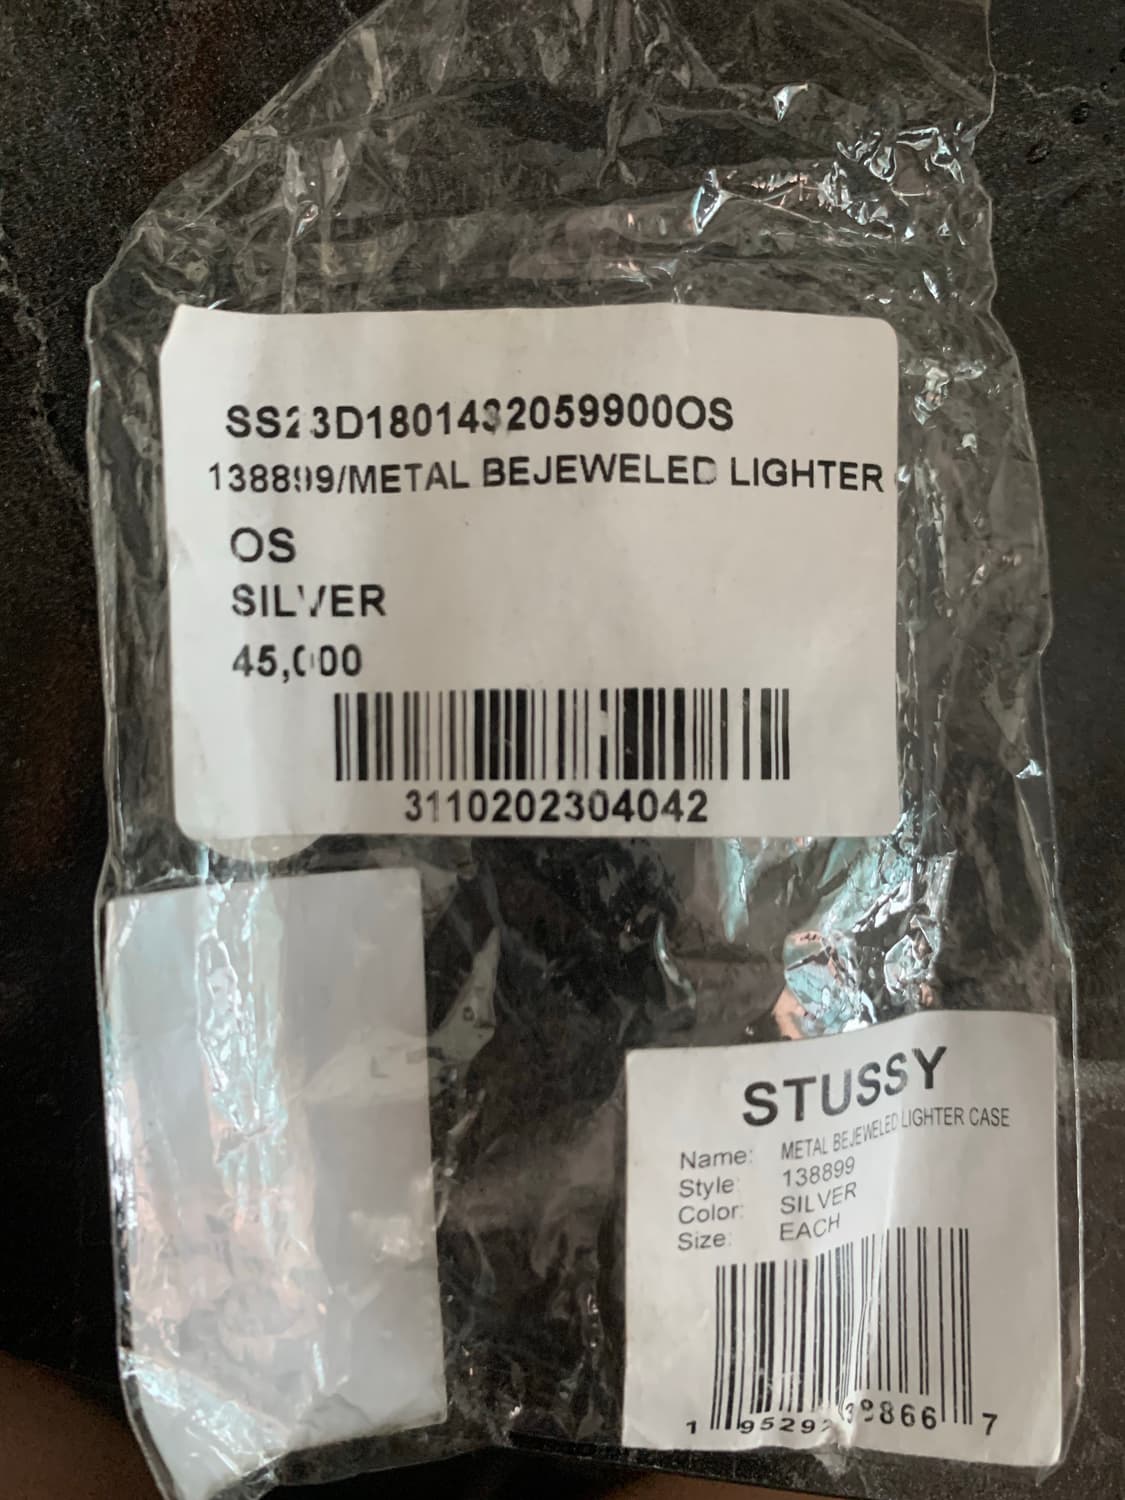 SS23D1801432059900OS
138899/METAL BEJEWELED LIGHTER
OS
SILVER
45,000
3110202304042
STUSSY
Name: METAL BEJEWELED LIGHTER CASE
Style: 138899
Color: SILVER
Size: EACH